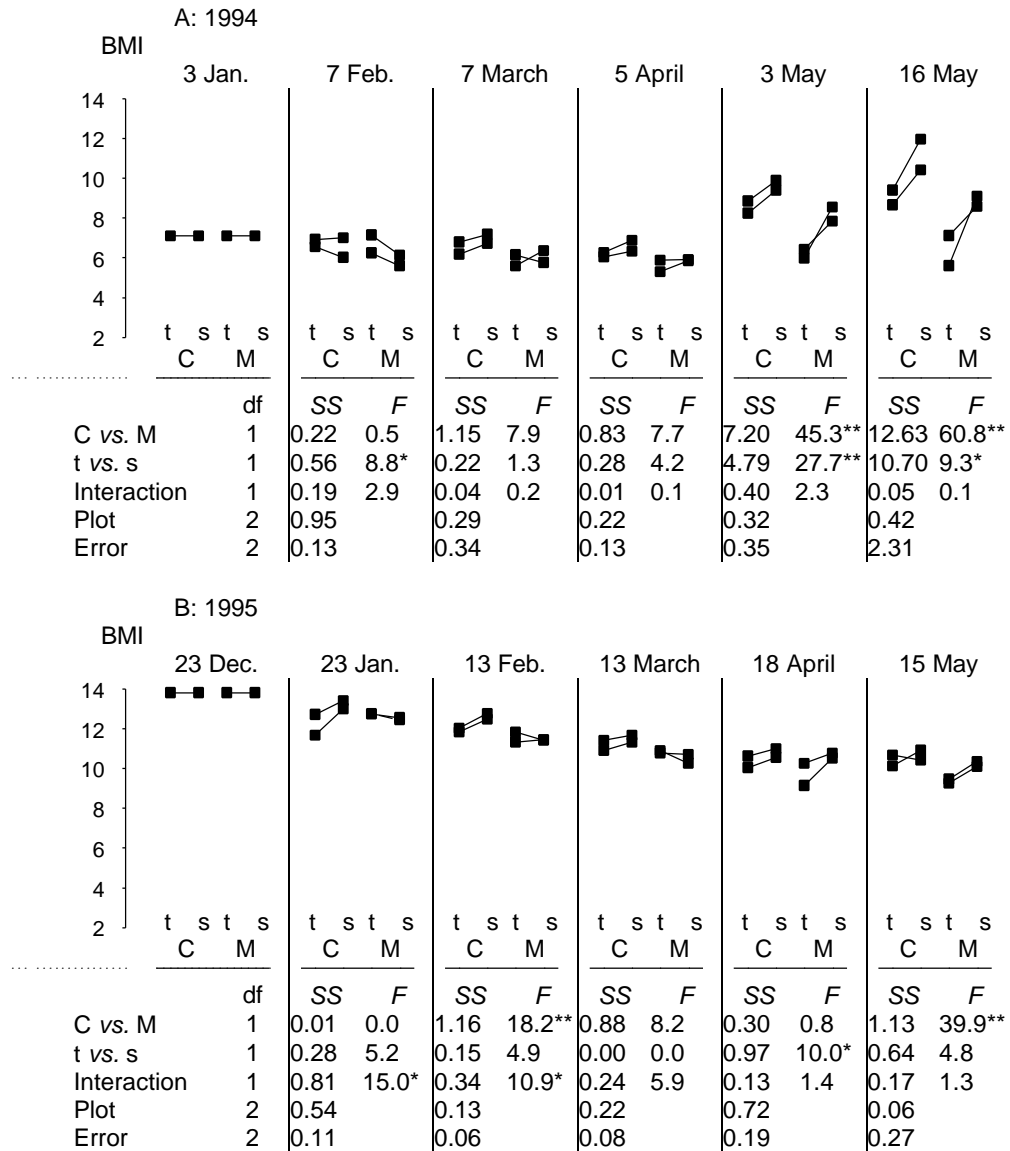 A: 1994
BMI
3 Jan. 7 Feb. 7 March 5 April 3 May 16 May
14
12
10
8
6
4
2
t s t s t s t s t s t s t s t s t s t s t s t s
C M C M C M C M C M C M
df SS F SS F SS F SS F SS F
C vs. M 1 0.22 0.5 1.15 7.9 0.83 7.7 7.20 45.3** 12.63 60.8**
t vs. s 1 0.56 8.8* 0.22 1.3 0.28 4.2 4.79 27.7** 10.70 9.3*
Interaction 1 0.19 2.9 0.04 0.2 0.01 0.1 0.40 2.3 0.05 0.1
Plot 2 0.95 0.29 0.22 0.32 0.42
Error 2 0.13 0.34 0.13 0.35 2.31
B: 1995
BMI
23 Dec. 23 Jan. 13 Feb. 13 March 18 April 15 May
14
12
10
8
6
4
2
t s t s t s t s t s t s t s t s t s t s t s t s
C M C M C M C M C M C M
df SS F SS F SS F SS F SS F
C vs. M 1 0.01 0.0 1.16 18.2** 0.88 8.2 0.30 0.8 1.13 39.9**
t vs. s 1 0.28 5.2 0.15 4.9 0.00 0.0 0.97 10.0* 0.64 4.8
Interaction 1 0.81 15.0* 0.34 10.9* 0.24 5.9 0.13 1.4 0.17 1.3
Plot 2 0.54 0.13 0.22 0.72 0.06
Error 2 0.11 0.06 0.08 0.19 0.27